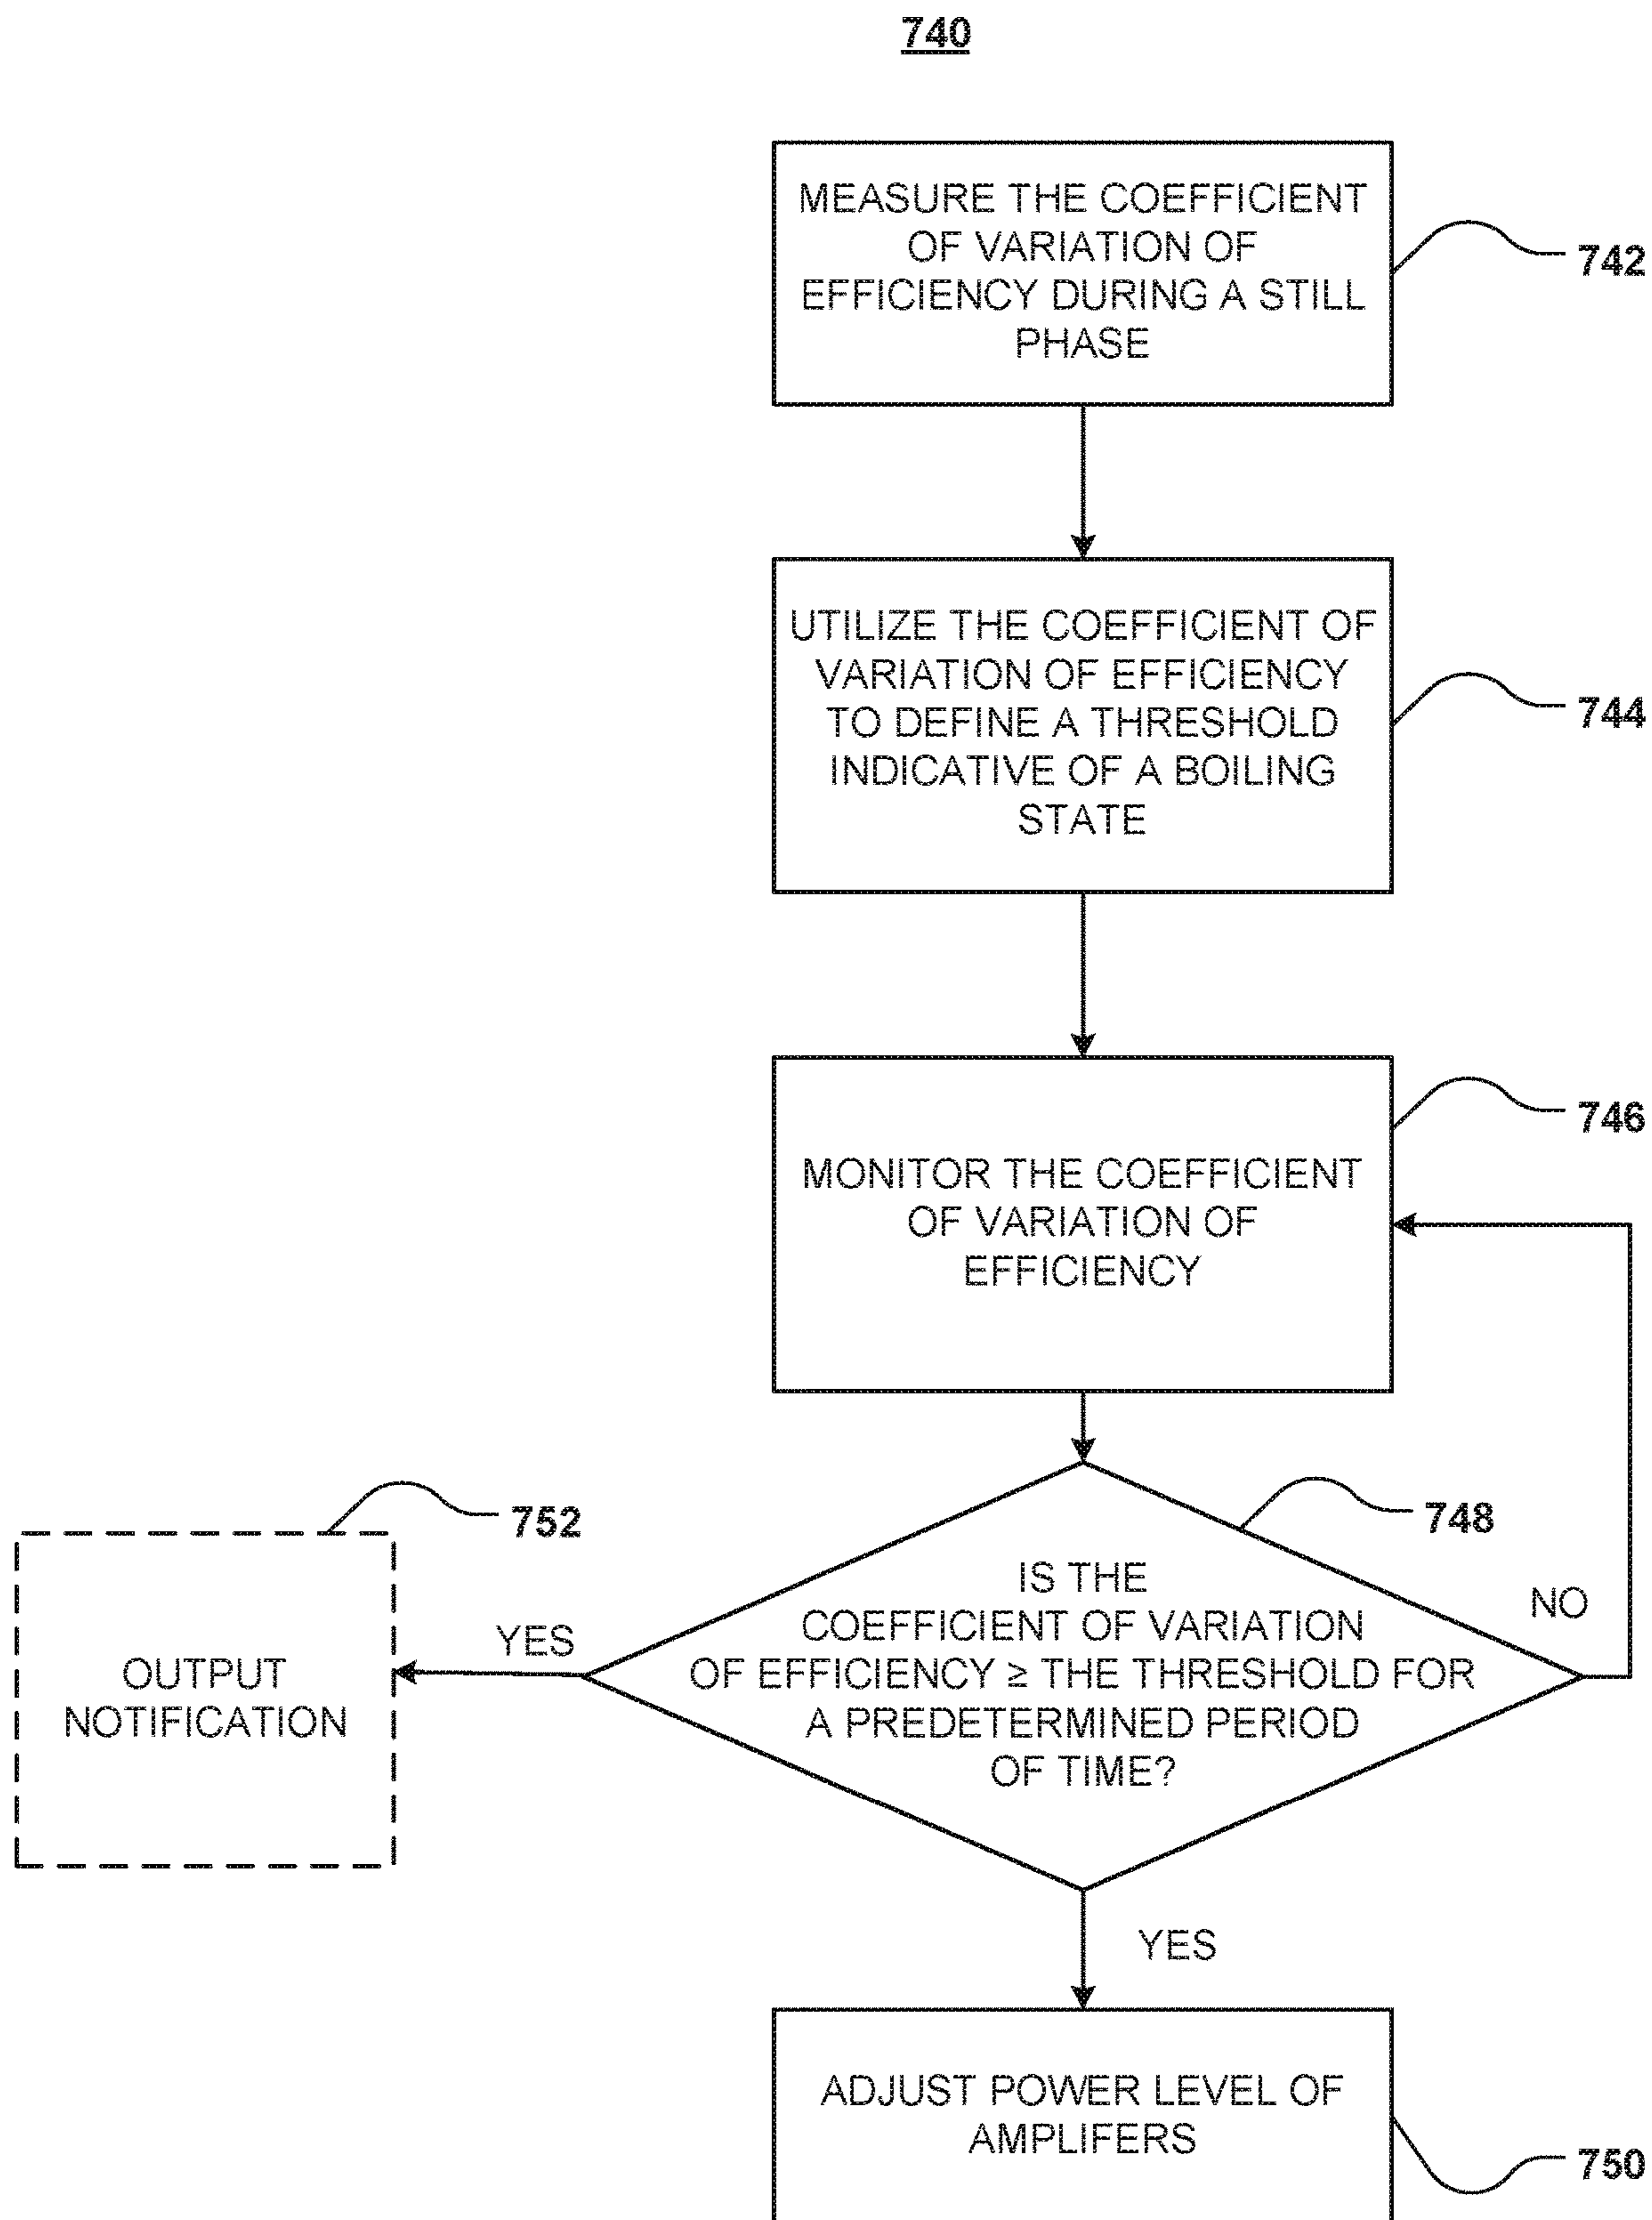 740
MEASURE THE COEFFICIENT
OF VARIATION OF
EFFICIENCY DURING A STILL
PHASE
742
UTILIZE THE COEFFICIENT OF
VARIATION OF EFFICIENCY
TO DEFINE A THRESHOLD
INDICATIVE OF A BOILING
STATE
744
MONITOR THE COEFFICIENT
OF VARIATION OF
EFFICIENCY
746
IS THE
COEFFICIENT OF VARIATION
OF EFFICIENCY ≥ THE THRESHOLD FOR
A PREDETERMINED PERIOD
OF TIME?
748
NO
YES
OUTPUT
NOTIFICATION
752
YES
ADJUST POWER LEVEL OF
AMPLIFERS
750